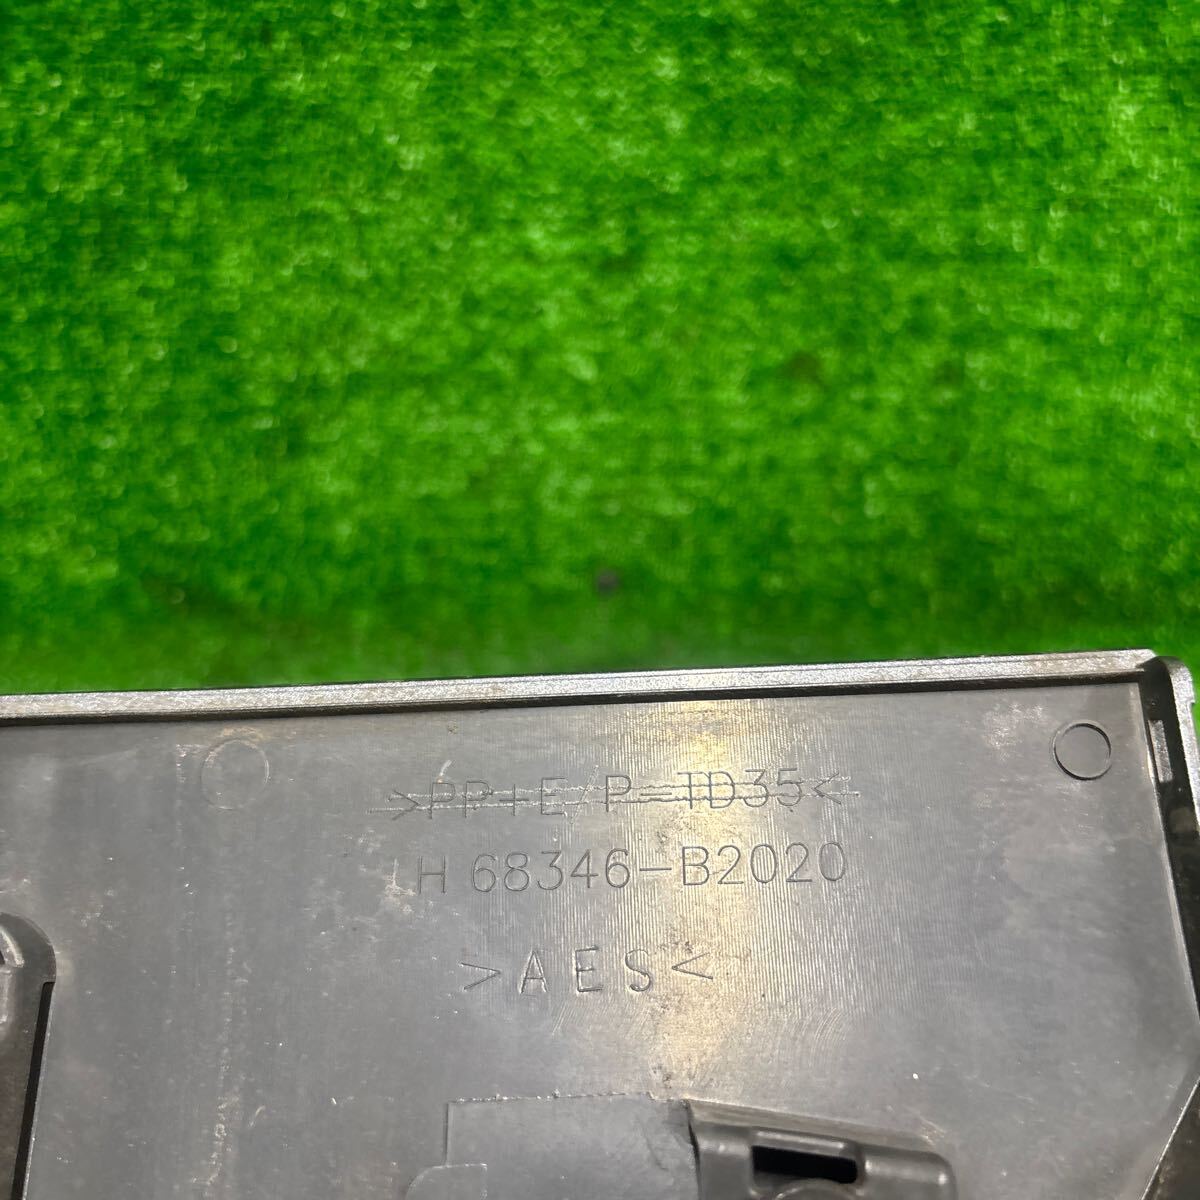 >PP+E/P-TD35<
LH 68346-B2020
>AES<